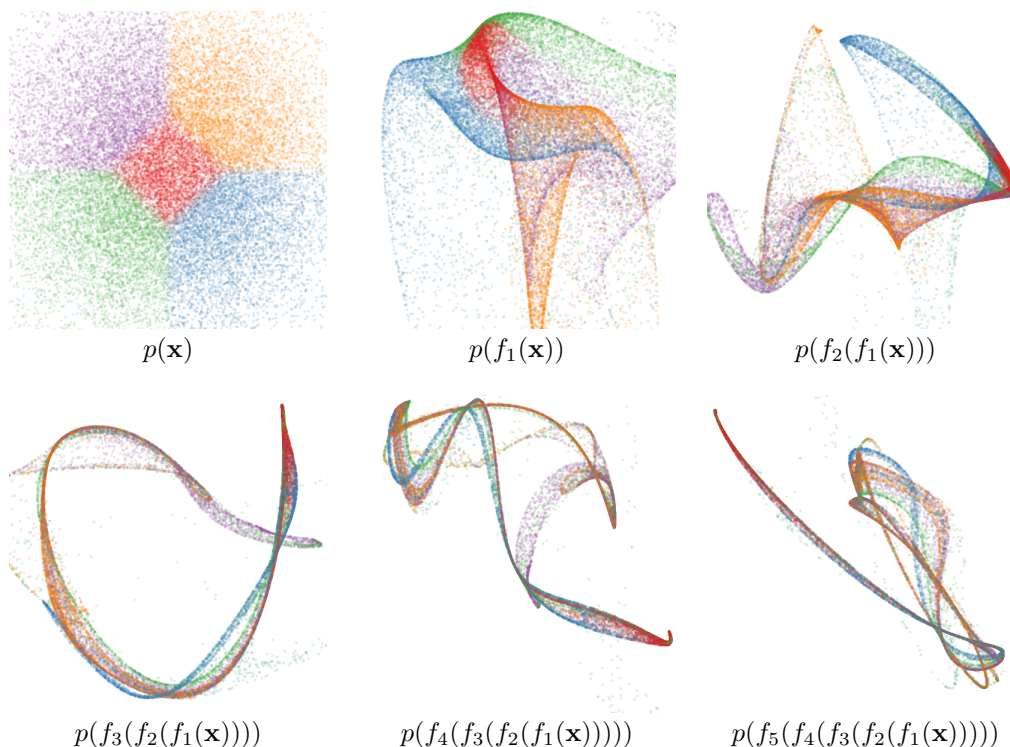 p(x)
p(f₁(x))
p(f₂(f₁(x)))
p(f₃(f₂(f₁(x))))
p(f₄(f₃(f₂(f₁(x)))))
p(f₅(f₄(f₃(f₂(f₁(x)))))